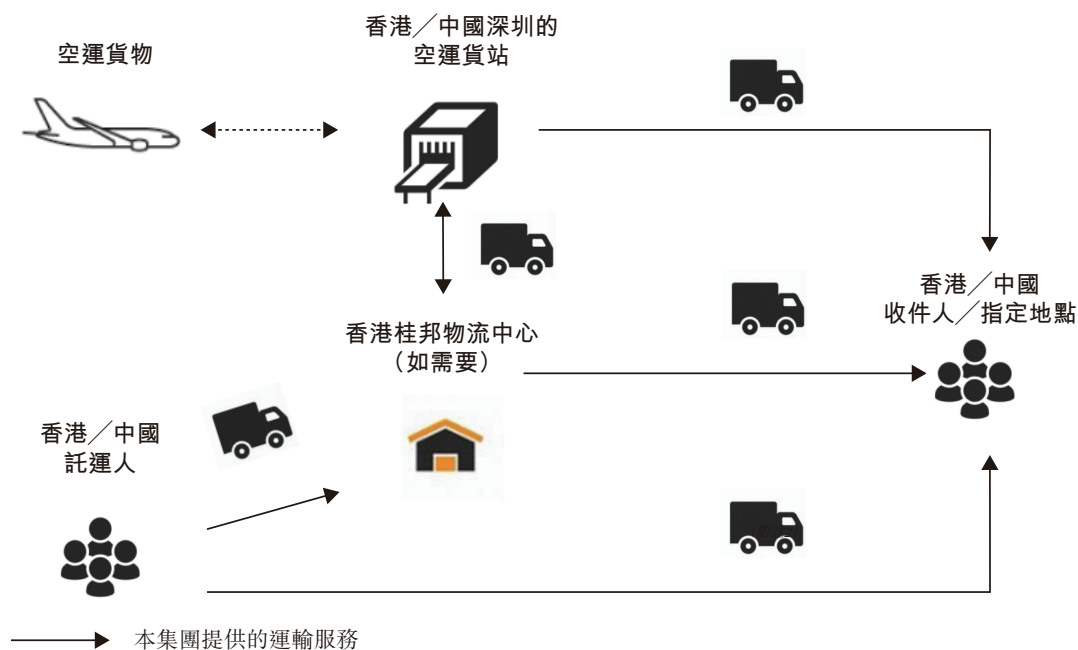 空運貨物
香港╱中國深圳的
空運貨站
香港╱中國
收件人╱指定地點
香港桂邦物流中心
（如需要）
香港╱中國
託運人
本集團提供的運輸服務